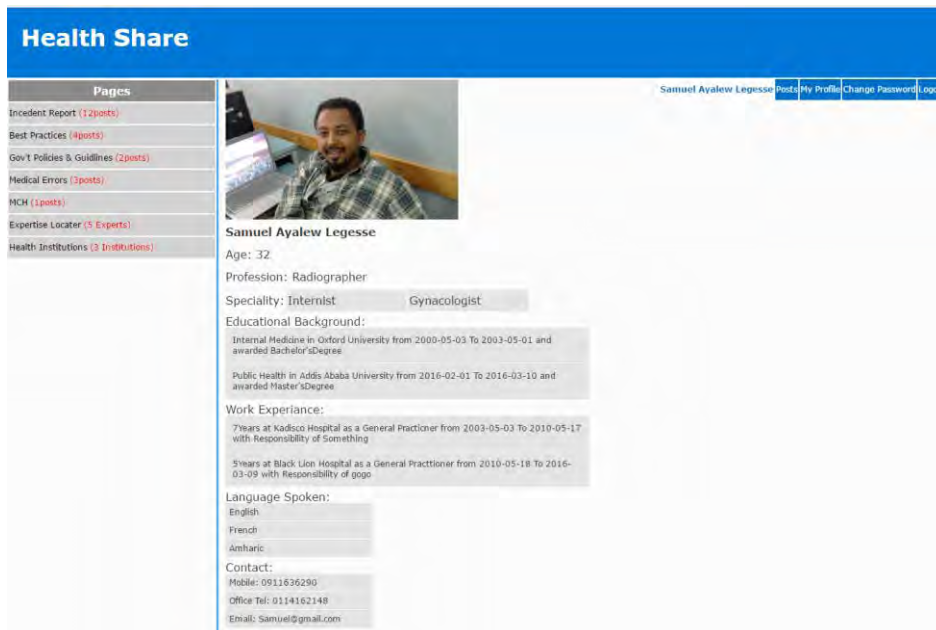 Health Share
Pages
Incedent Report (12posts)
Best Practices (4posts)
Gov't Policies & Guidlines (2posts)
Medical Errors (3posts)
MCH (1posts)
Expertise Locater (5 Experts)
Health Institutions (3 Institutions)
Samuel Ayalew Legesse Posts My Profile Change Password Logo
Samuel Ayalew Legesse
Age: 32
Profession: Radiographer
Speciality: Internist Gynacologist
Educational Background:
Internal Medicine in Oxford University from 2000-05-03 To 2003-05-01 and
awarded Bachelor'sDegree
Public Health in Addis Ababa University from 2016-02-01 To 2016-03-10 and
awarded Master'sDegree
Work Experiance:
7Years at Kadisco Hospital as a General Practioner from 2003-05-03 To 2010-05-17
with Responsibility of Something
5Years at Black Lion Hospital as a General Practtioner from 2010-05-18 To 2016-
03-09 with Responsibility of gogo
Language Spoken:
English
French
Amharic
Contact:
Mobile: 0911636290
Office Tel: 0114162148
Email: Samuel@gmail.com